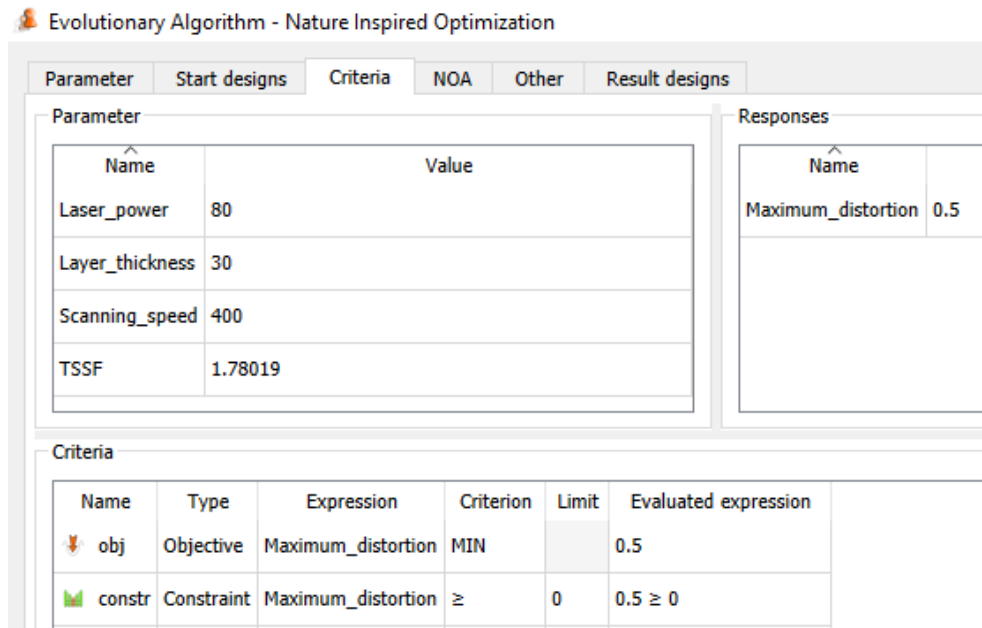 Evolutionary Algorithm - Nature Inspired Optimization
Parameter Start designs Criteria NOA Other Result designs
Parameter
Name Value
Laser_power 80
Layer_thickness 30
Scanning_speed 400
TSSF 1.78019
Responses
Name
Maximum_distortion 0.5
Criteria
Name Type Expression Criterion Limit Evaluated expression
obj Objective Maximum_distortion MIN 0.5
constr Constraint Maximum_distortion ≥ 0 0.5 ≥ 0